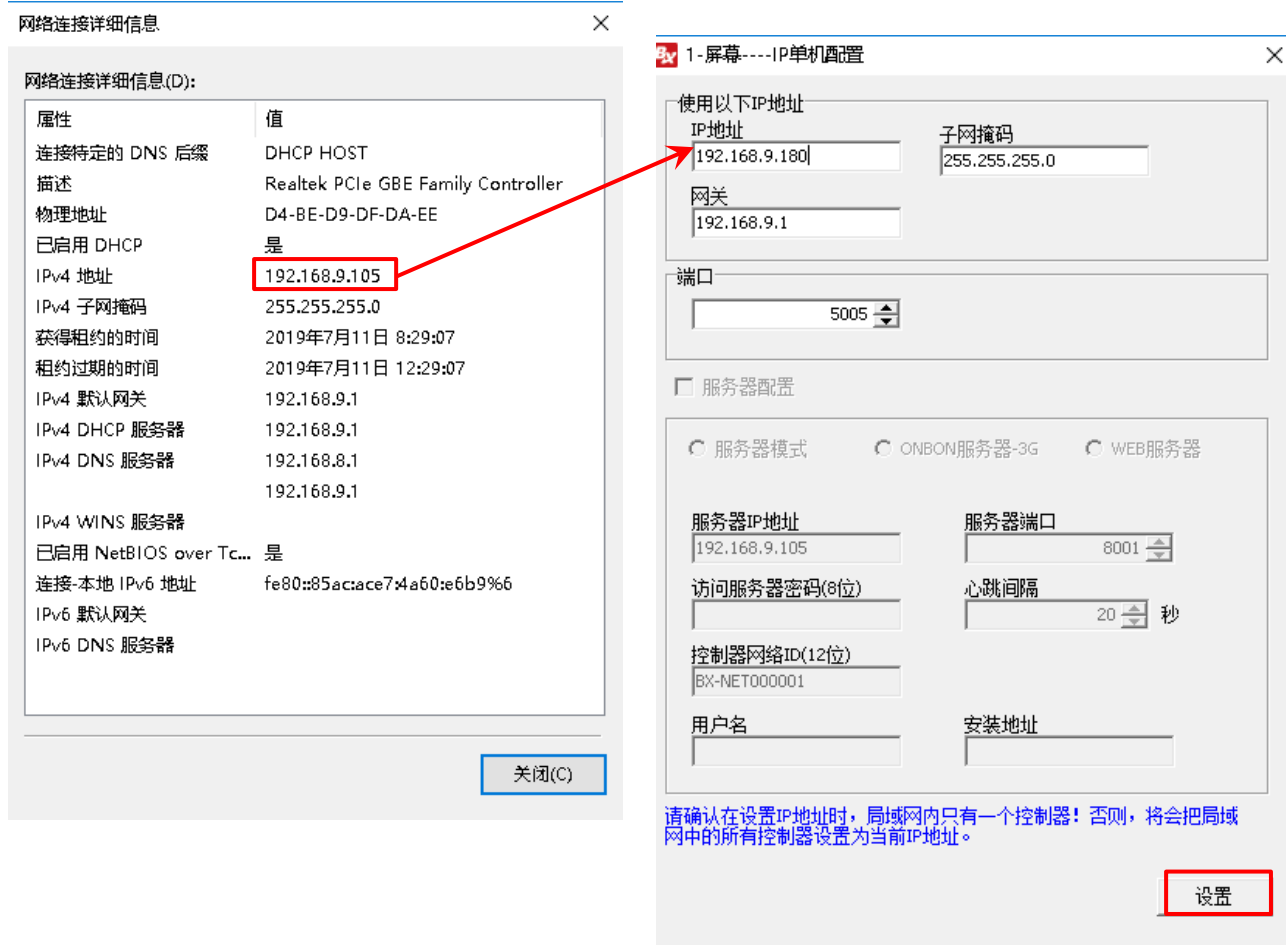 网络连接详细信息
网络连接详细信息(D):
属性 值
连接特定的 DNS 后缀 DHCP HOST
描述 Realtek PCIe GBE Family Controller
物理地址 D4-BE-D9-DF-DA-EE
已启用 DHCP 是
IPv4 地址 192.168.9.105
IPv4 子网掩码 255.255.255.0
获得租约的时间 2019年7月11日 8:29:07
租约过期的时间 2019年7月11日 12:29:07
IPv4 默认网关 192.168.9.1
IPv4 DHCP 服务器 192.168.9.1
IPv4 DNS 服务器 192.168.8.1
192.168.9.1
IPv4 WINS 服务器
已启用 NetBIOS over Tc... 是
连接-本地 IPv6 地址 fe80::85ac:ace7:4a60:e6b9%6
IPv6 默认网关
IPv6 DNS 服务器
关闭(C)
BX 1-屏幕----IP单机配置
使用以下IP地址
IP地址 子网掩码
192.168.9.180 255.255.255.0
网关
192.168.9.1
端口
5005
服务器配置
服务器模式 ONBON服务器-3G WEB服务器
服务器IP地址 服务器端口
192.168.9.105 8001
访问服务器密码(8位) 心跳间隔
20 秒
控制器网络ID(12位)
BX-NET000001
用户名 安装地址
请确认在设置IP地址时，局域网内只有一个控制器！否则，将会把局域
网中的所有控制器设置为当前IP地址。
设置